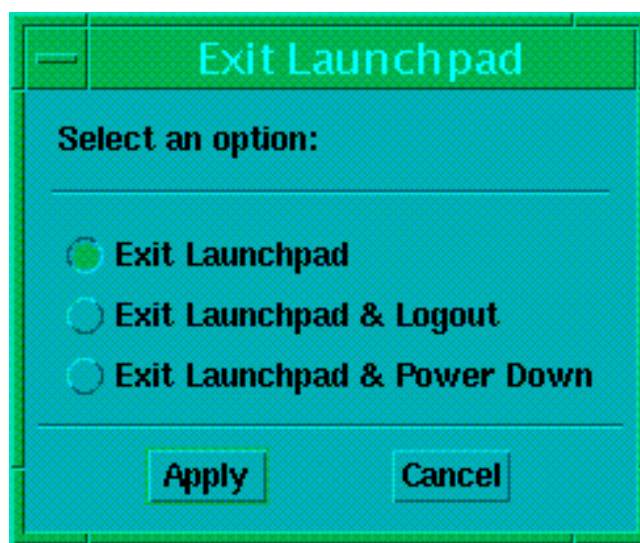 Exit Launchpad
Select an option:
Exit Launchpad
Exit Launchpad & Logout
Exit Launchpad & Power Down
Apply Cancel